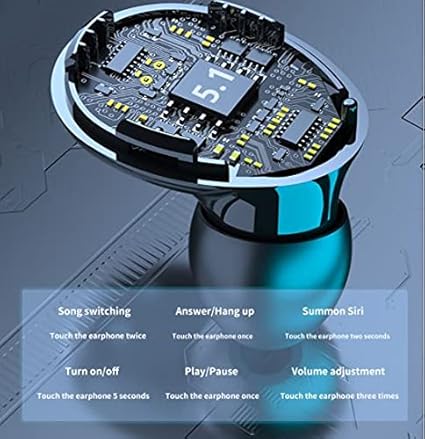 5.1
Song switching
Touch the earphone twice
Answer/Hang up
Touch the earphone once
Summon Siri
Touch the earphone two seconds
Turn on/off
Touch the earphone 5 seconds
Play/Pause
Touch the earphone once
Volume adjustment
Touch the earphone three times